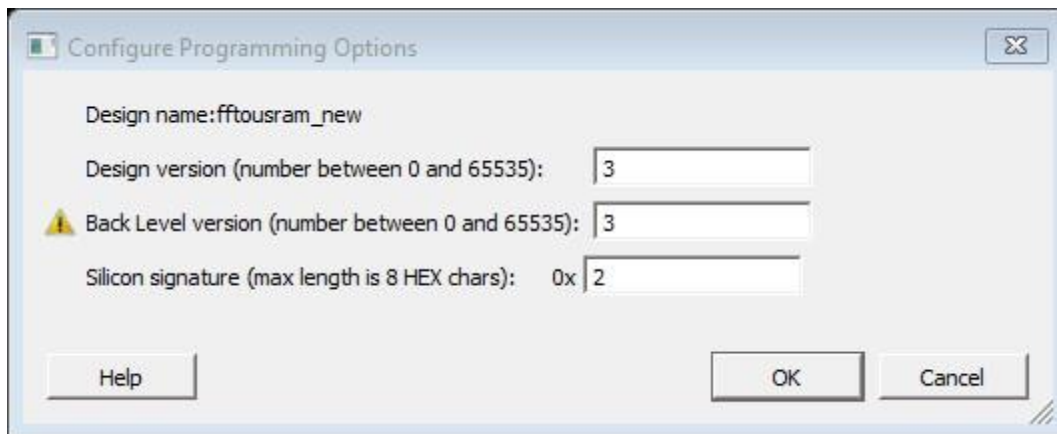 Configure Programming Options
Design name:fftousram_new
Design version (number between 0 and 65535): 3
Back Level version (number between 0 and 65535): 3
Silicon signature (max length is 8 HEX chars): 0x 2
Help OK Cancel